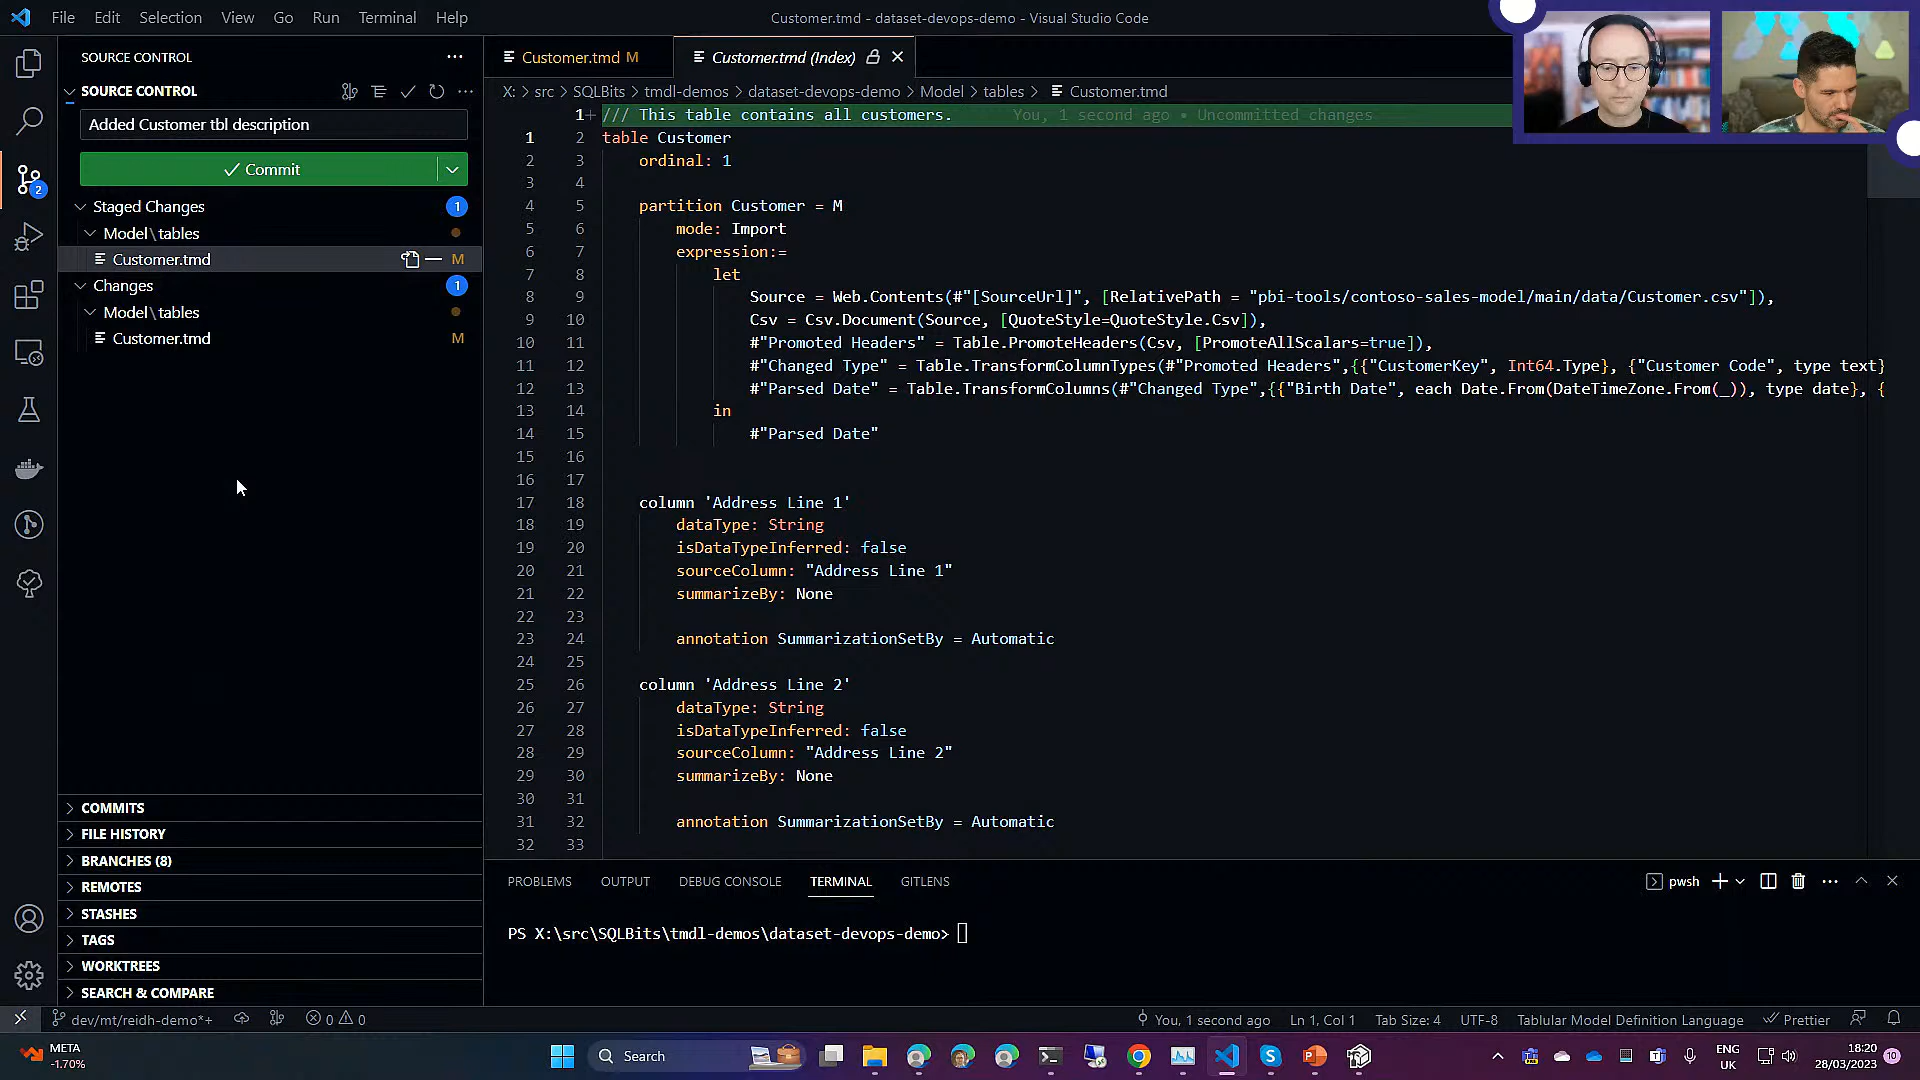 File Edit Selection View Go Run Terminal Help
Customer.tmd - dataset-devops-demo - Visual Studio Code
SOURCE CONTROL
SOURCE CONTROL
Added Customer tbl description
Commit
Staged Changes 1
Model\tables
Customer.tmd M
Changes 1
Model\tables
Customer.tmd M
2
COMMITS
FILE HISTORY
BRANCHES (8)
REMOTES
STASHES
TAGS
WORKTREES
SEARCH & COMPARE
Customer.tmd M
Customer.tmd (Index)
X: > src > SQLBits > tmdl-demos > dataset-devops-demo > Model > tables > Customer.tmd
1+ /// This table contains all customers. You, 1 second ago • Uncommitted changes
1 2 table Customer
2 3 ordinal: 1
3 4
4 5 partition Customer = M
5 6 mode: Import
6 7 expression:=
7 8 let
8 9 Source = Web.Contents(#"[SourceUrl]", [RelativePath = "pbi-tools/contoso-sales-model/main/data/Customer.csv"]),
9 10 Csv = Csv.Document(Source, [QuoteStyle=QuoteStyle.Csv]),
10 11 #"Promoted Headers" = Table.PromoteHeaders(Csv, [PromoteAllScalars=true]),
11 12 #"Changed Type" = Table.TransformColumnTypes(#"Promoted Headers",{{"CustomerKey", Int64.Type}, {"Customer Code", type text}
12 13 #"Parsed Date" = Table.TransformColumns(#"Changed Type",{{"Birth Date", each Date.From(DateTimeZone.From(_)), type date}, {
13 14 in
14 15 #"Parsed Date"
15 16
16 17
17 18 column 'Address Line 1'
18 19 dataType: String
19 20 isDataTypeInferred: false
20 21 sourceColumn: "Address Line 1"
21 22 summarizeBy: None
22 23
23 24 annotation SummarizationSetBy = Automatic
24 25
25 26 column 'Address Line 2'
26 27 dataType: String
27 28 isDataTypeInferred: false
28 29 sourceColumn: "Address Line 2"
29 30 summarizeBy: None
30 31
31 32 annotation SummarizationSetBy = Automatic
32 33
PROBLEMS OUTPUT DEBUG CONSOLE TERMINAL GITLENS
pwsh
PS X:\src\SQLBits\tmdl-demos\dataset-devops-demo>
dev/mt/reidh-demo*+ 0 0
You, 1 second ago Ln 1, Col 1 Tab Size: 4 UTF-8 Tablular Model Definition Language Prettier
META
-1.70%
Search
ENG
UK
18:20
28/03/2023
10